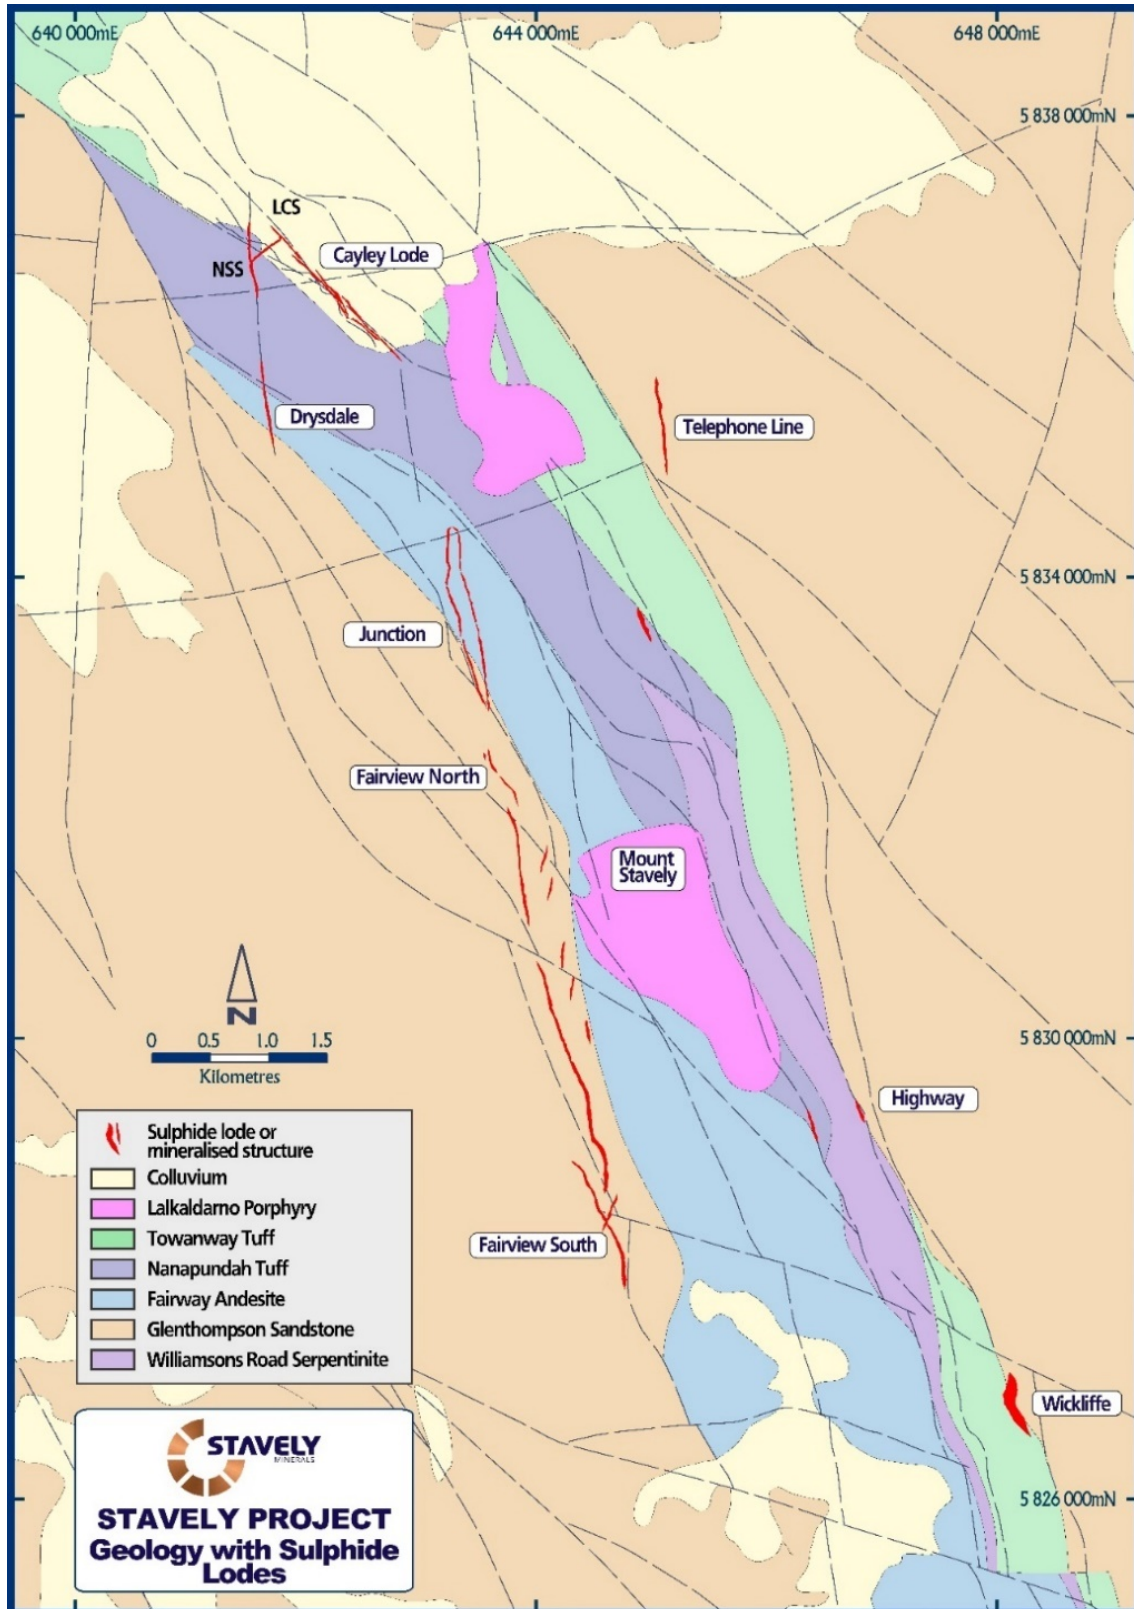 640 000mE
644 000mE
648 000mE
5 838 000mN
LCS
Cayley Lode
NSS
Drysdale
Telephone Line
5 834 000mN
Junction
Fairview North
Mount
Stavely
N
0 0.5 1.0 1.5
Kilometres
5 830 000mN
Highway
Sulphide lode or
mineralised structure
Colluvium
Lalkaldarno Porphyry
Towanway Tuff
Nanapundah Tuff
Fairway Andesite
Glenthompson Sandstone
Williamsons Road Serpentinite
Fairview South
Wickliffe
5 826 000mN
STAVELY
MINERALS
STAVELY PROJECT
Geology with Sulphide
Lodes